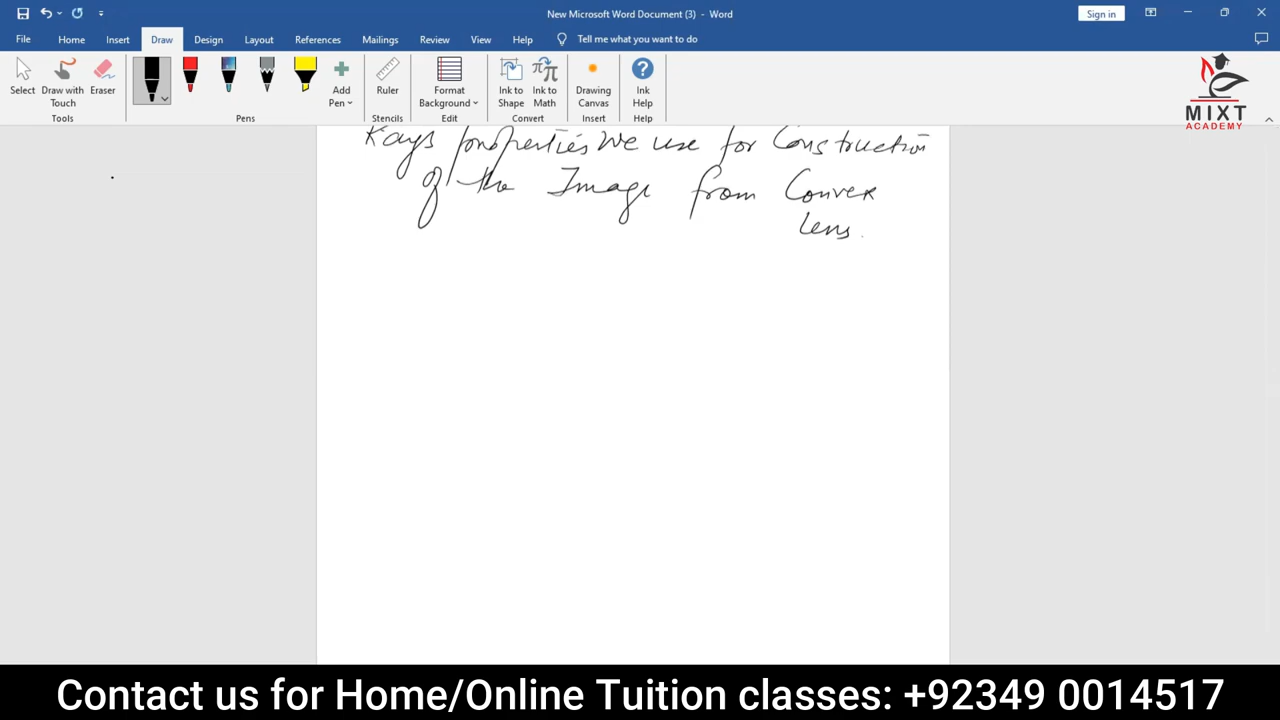 New Microsoft Word Document (3) - Word
Sign in
File Home Insert Draw Design Layout References Mailings Review View Help Tell me what you want to do
Select
Draw with Touch
Eraser
Add Pen
Ruler
Format Background
Ink to Shape
Ink to Math
Drawing Canvas
Ink Help
Tools
Pens
Stencils
Edit
Convert
Insert
Help
MIXT
ACADEMY
Rays properties We use for Construction
of the Image from Convex
Lens.
Contact us for Home/Online Tuition classes: +92349 0014517